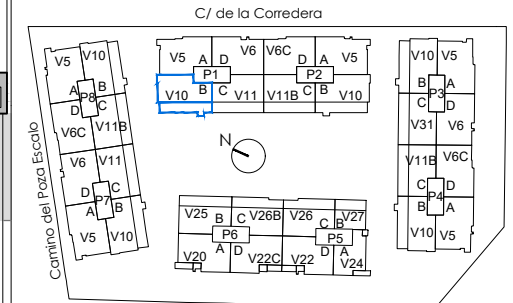 C/ de la Corredera
V5 A D V6 V6C A D V5
P1 P2
V10 B C V11 V11B C B V10
V5 V10
A B
P8
D C
V6C V11B
V6 V11
D C
P7
A B
V5 V10
Camino del Poza Escalo
V10 V5
B A
P3
C D
V31 V6
V11B V6C
C D
P4
B A
V10 V5
N
V25 B C V26B V26 C B V27
P6 P5
V20 A D V22C V22 D A V24